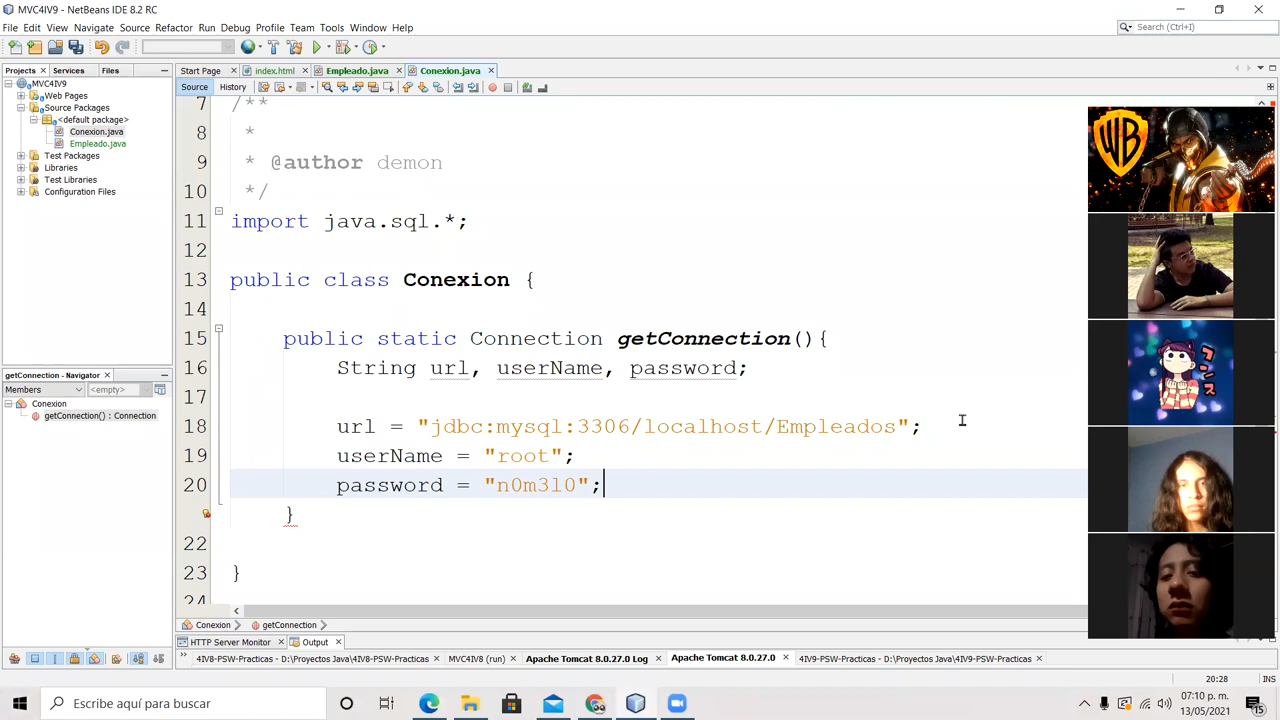 MVC4IV9 - NetBeans IDE 8.2 RC
File Edit View Navigate Source Refactor Run Debug Profile Team Tools Window Help
Search (Ctrl+I)
Projects Services Files
Start Page index.html Empleado.java Conexion.java
Source History
MVC4IV9
Web Pages
Source Packages
<default package>
Conexion.java
Empleado.java
Test Packages
Libraries
Test Libraries
Configuration Files
7 /**
8 *
9 * @author demon
10 */
11 import java.sql.*;
12
13 public class Conexion {
14
15 public static Connection getConnection(){
16 String url, userName, password;
17
18 url = "jdbc:mysql:3306/localhost/Empleados";
19 userName = "root";
20 password = "n0m3l0";
}
22
23 }
24
getConnection - Navigator
Members <empty>
Conexion
getConnection() : Connection
WB
フンス
Conexion getConnection
HTTP Server Monitor Output
4IV8-PSW-Practicas - D:\Proyectos Java\4IV8-PSW-Practicas MVC4IV8 (run) Apache Tomcat 8.0.27.0 Log Apache Tomcat 8.0.27.0 4IV9-PSW-Practicas - D:\Proyectos Java\4IV9-PSW-Practicas
20:28 INS
Escribe aquí para buscar
07:10 p. m.
13/05/2021
15